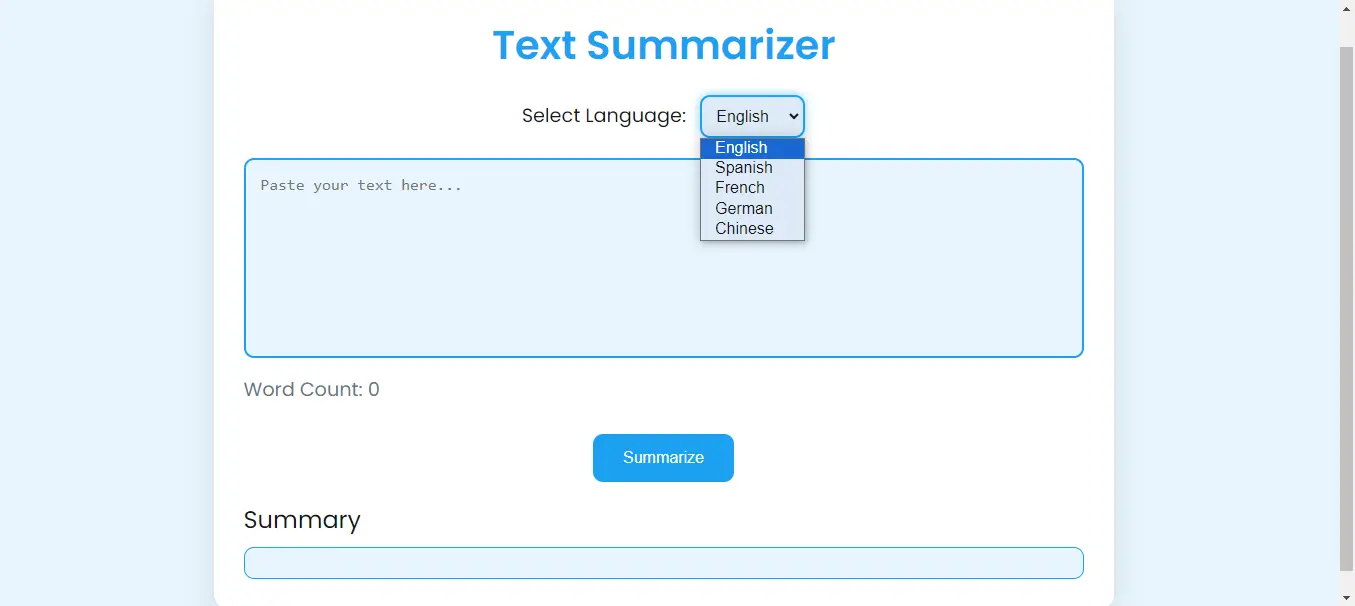 Text Summarizer
Select Language: English
English
Spanish
French
German
Chinese
Paste your text here...
Word Count: 0
Summarize
Summary